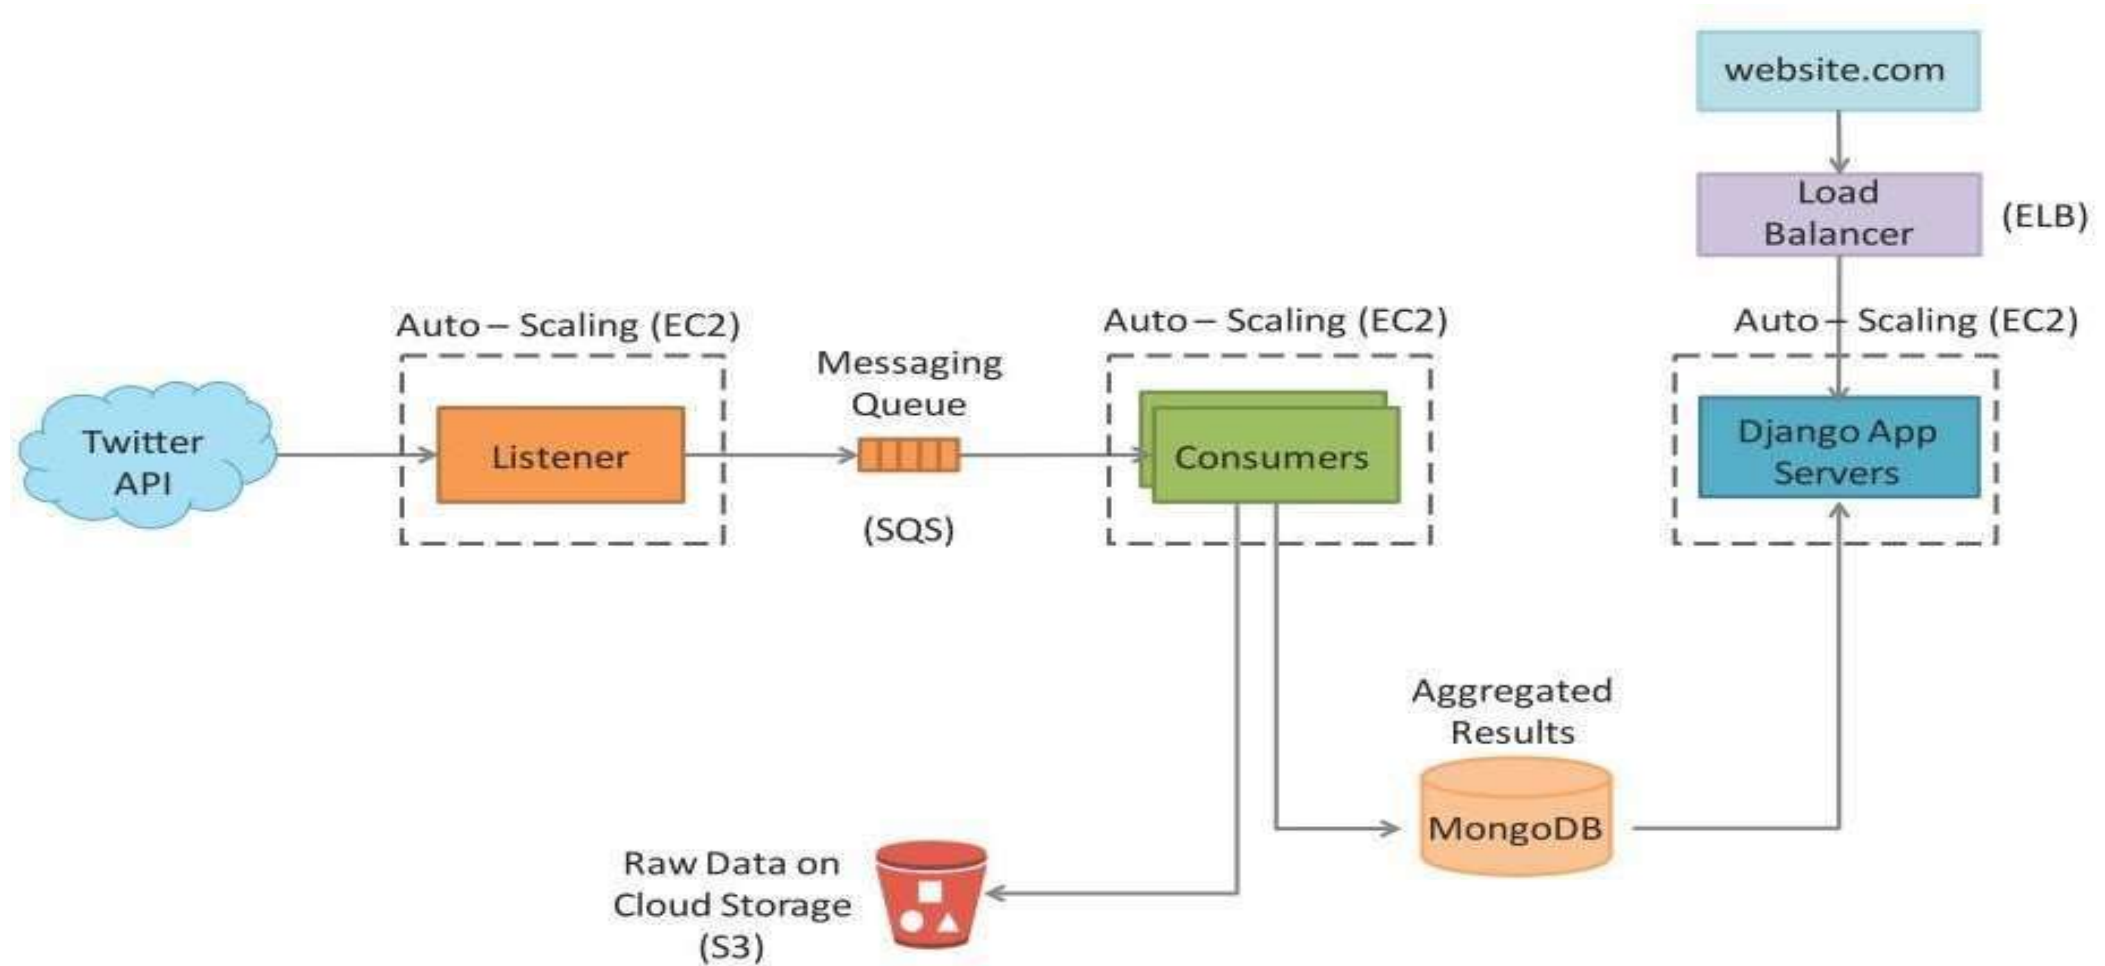 website.com
Load
Balancer
(ELB)
Auto – Scaling (EC2)
Auto – Scaling (EC2)
Auto – Scaling (EC2)
Messaging
Queue
Twitter
API
Listener
(SQS)
Consumers
Django App
Servers
Aggregated
Results
MongoDB
Raw Data on
Cloud Storage
(S3)